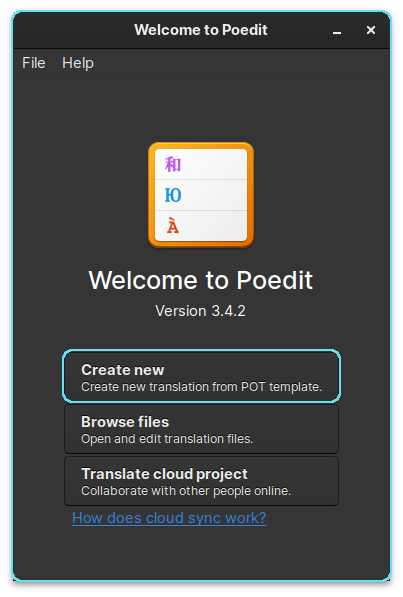 Welcome to Poedit
File Help
和
Ю
À
Welcome to Poedit
Version 3.4.2
Create new
Create new translation from POT template.
Browse files
Open and edit translation files.
Translate cloud project
Collaborate with other people online.
How does cloud sync work?